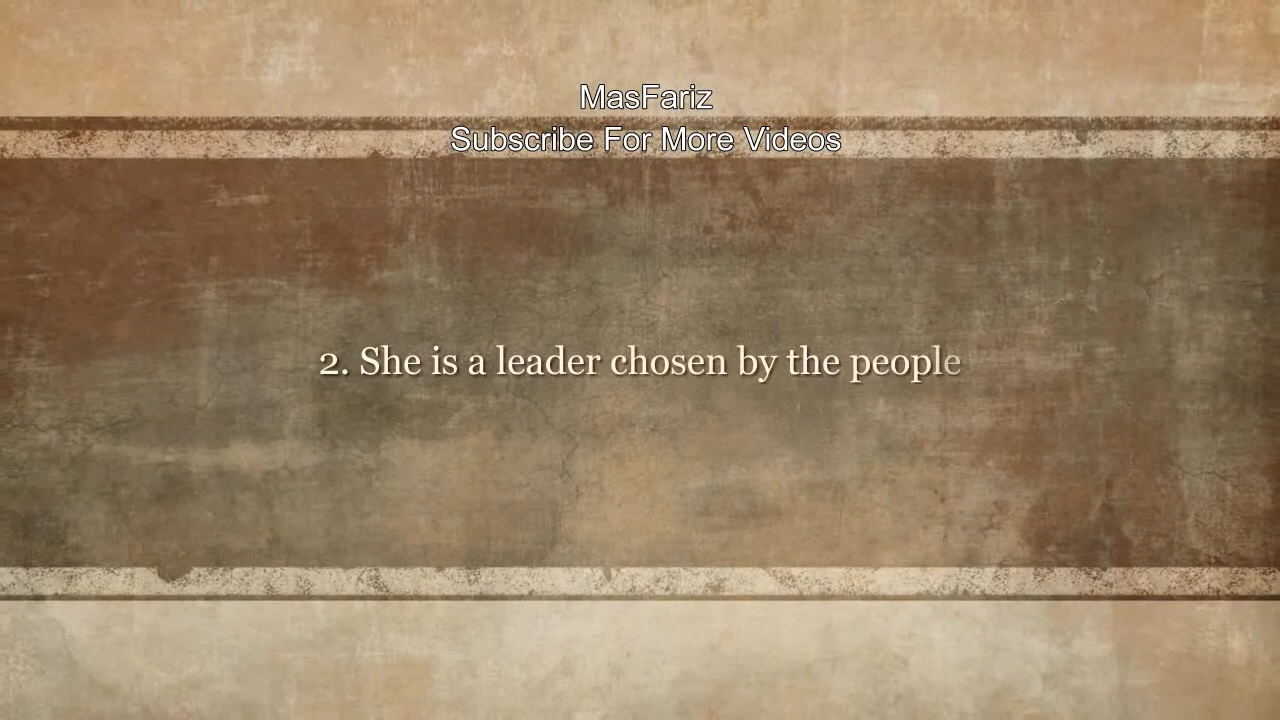 MasFariz
Subscribe For More Videos
2. She is a leader chosen by the people